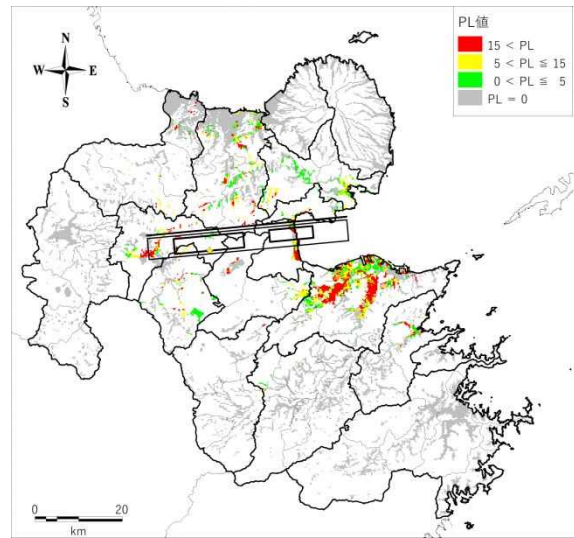 PL値
15 < PL
5 < PL ≦ 15
0 < PL ≦ 5
PL = 0
N
W E
S
0 20
km